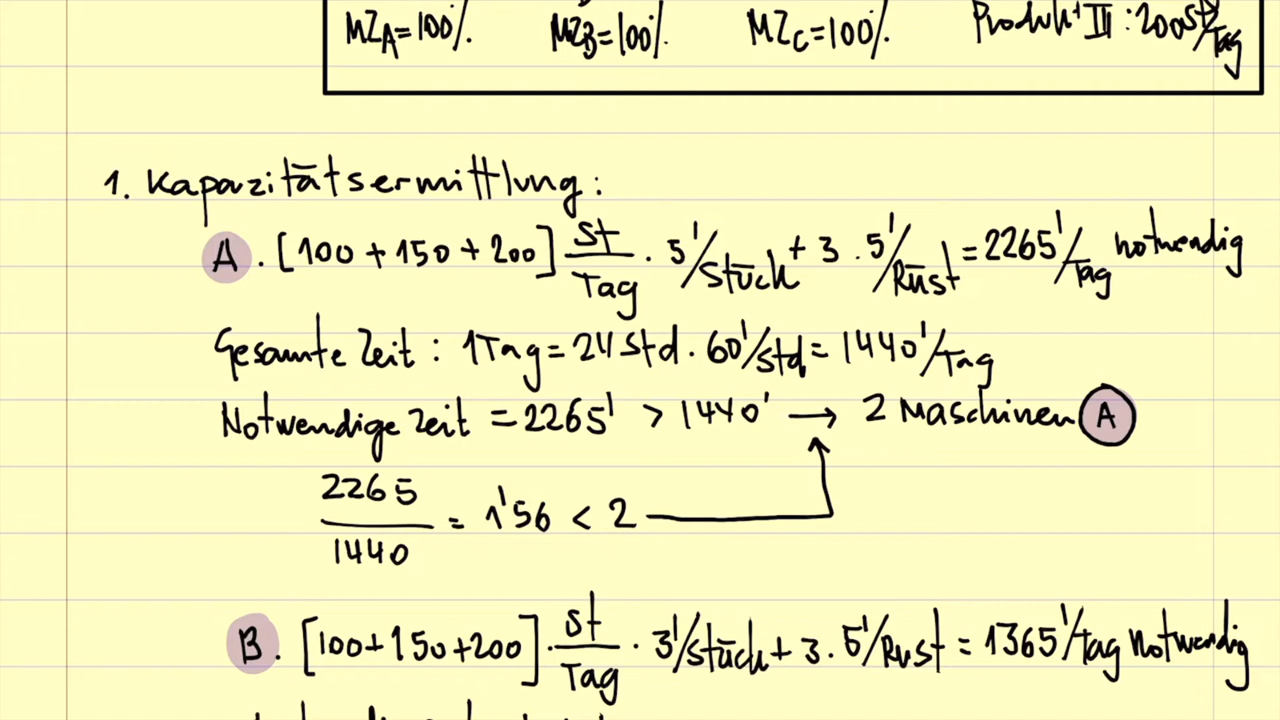 MZA=100% MZB=100% MZC=100% Produkt III: 200St/Tag
1. Kapazitätsermittlung:
A. [100+150+200] St/Tag . 5'/Stück + 3 . 5'/Rüst = 2265'/Tag notwendig
Gesamte Zeit: 1Tag = 24 Std. 60'/Std = 1440'/Tag
Notwendige Zeit = 2265' > 1440' → 2 Maschinen A
2265/1440 = 1'56 < 2
B. [100+150+200] . St/Tag . 3'/Stück + 3. 5'/Rüst = 1365'/Tag notwendig